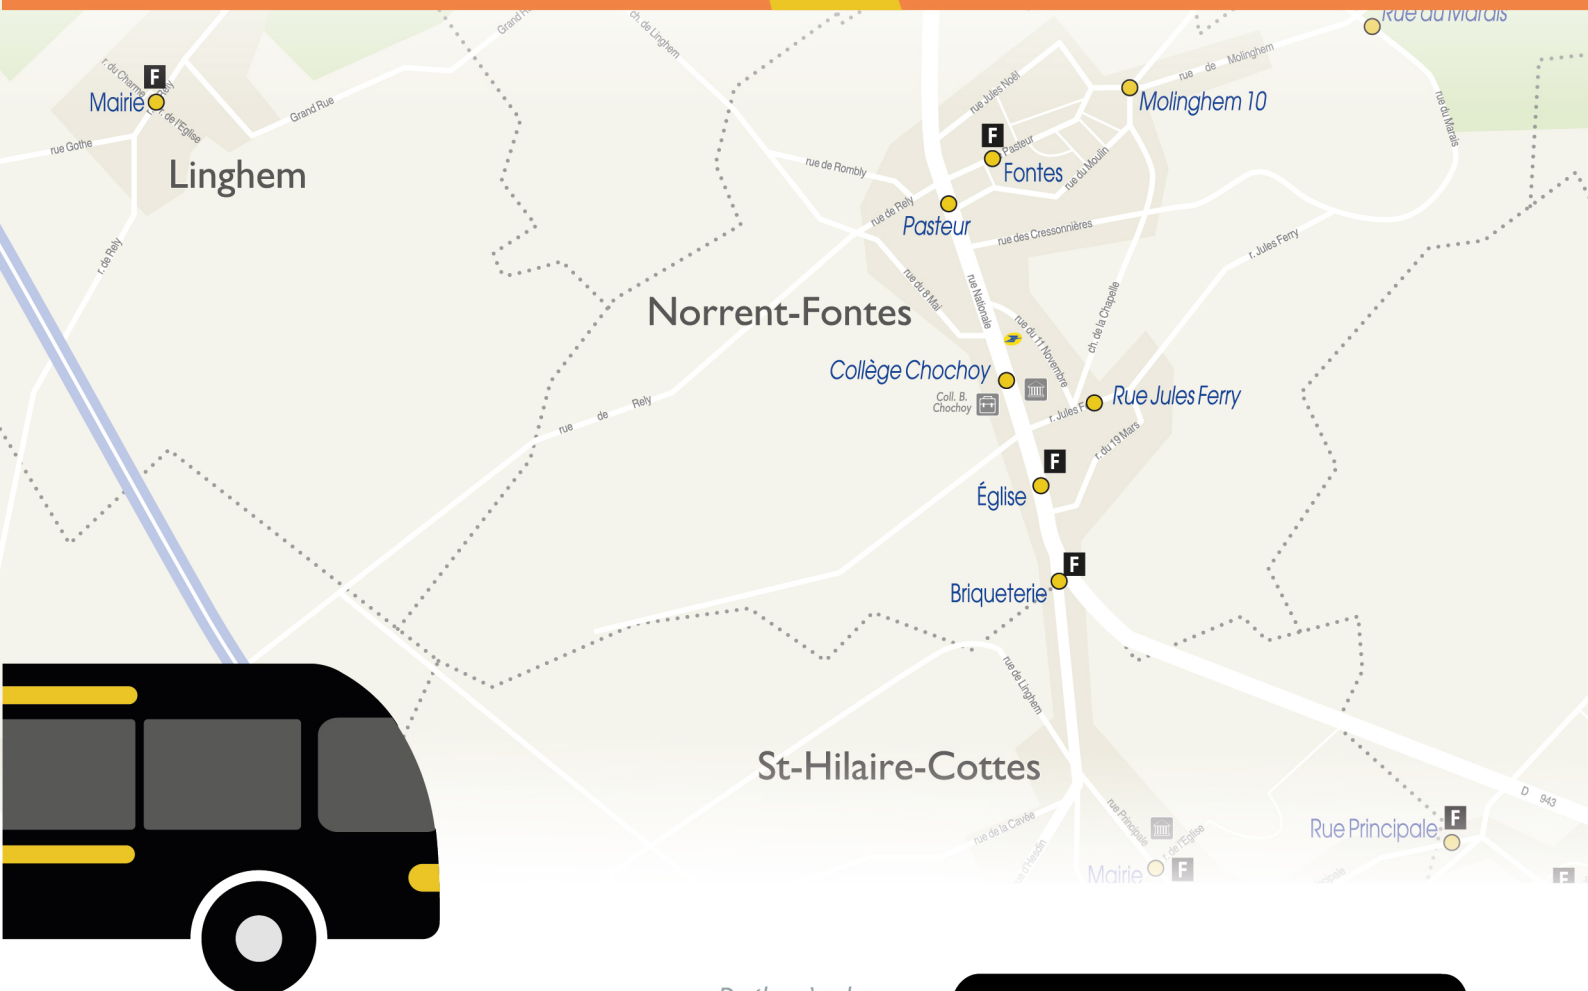 Rue du Marais
ch. de Linghem
rue de Molinghem
r. du Charme
F
Mairie
Rely
r. de l'Eglise
Grand Rue
rue Gothe
Linghem
r. de Rely
rue Jules Noël
Molinghem 10
rue du Marais
F
Pasteur
Fontes
rue du Moulin
rue de Rombly
rue de Rely
Pasteur
rue des Cressonnières
r. Jules Ferry
rue du 8 Mai
rue Nationale
Norrent-Fontes
rue du 11 Novembre
ch. de la Chapelle
Collège Chochoy
Coll. B.
Chochoy
Rue Jules Ferry
r. Jules F
rue de Rely
r. du 19 Mars
F
Église
F
Briqueterie
rue de Linghem
St-Hilaire-Cottes
D 943
rue Principale
rue de la Cavée
r. de l'Eglise
Rue Principale
F
d'Hesdin
Mairie
F
F